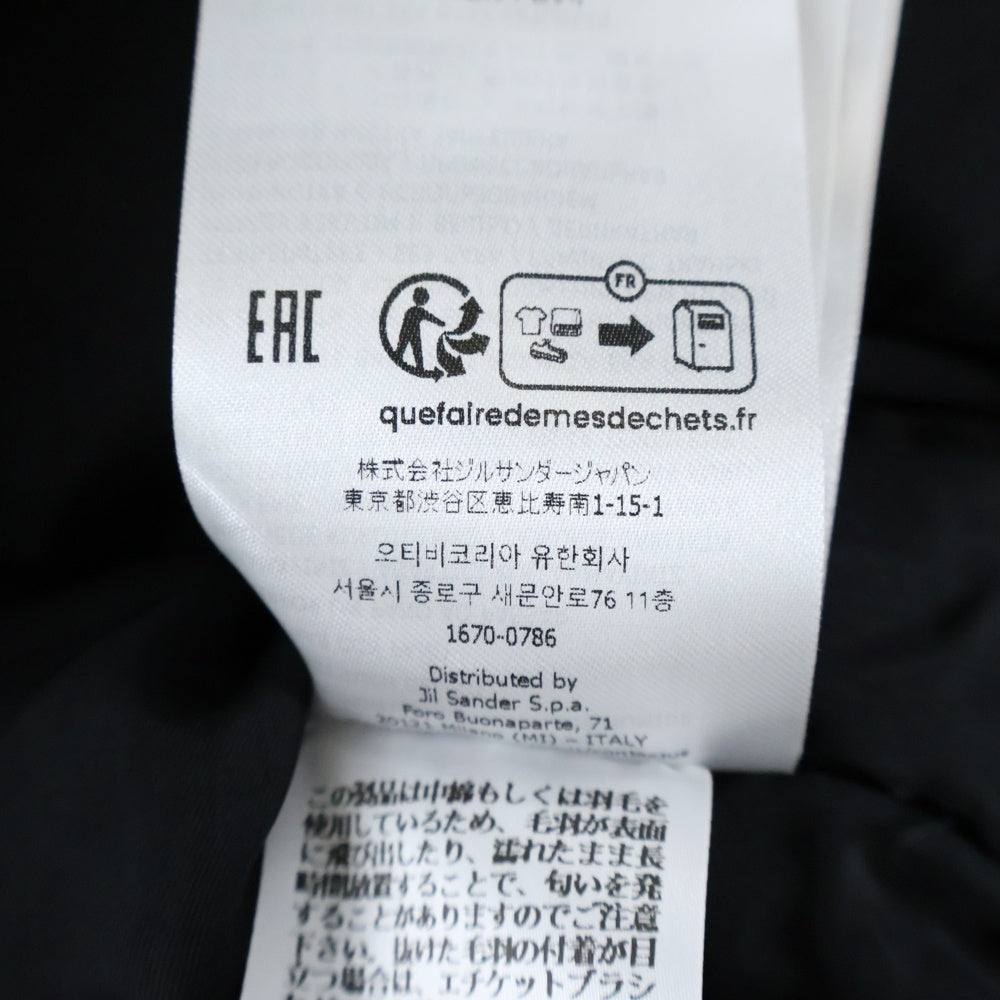 EAC
FR
quefairedemesdechets.fr
株式会社ジルサンダージャパン
東京都渋谷区恵比寿南1-15-1
오티비코리아 유한회사
서울시 종로구 새문안로76 11층
1670-0786
Distributed by
Jil Sander S.p.a.
Foro Buonaparte, 71
20121 Milano (MI) – ITALY
この製品は中綿もしくは羽毛を
使用しているため、毛羽が表面
に飛び出したり、濡れたまま長
時間放置することで、匂いを発
することがありますのでご注意
下さい。抜けた毛羽の付着が目
立つ場合は、エチケットブラシ